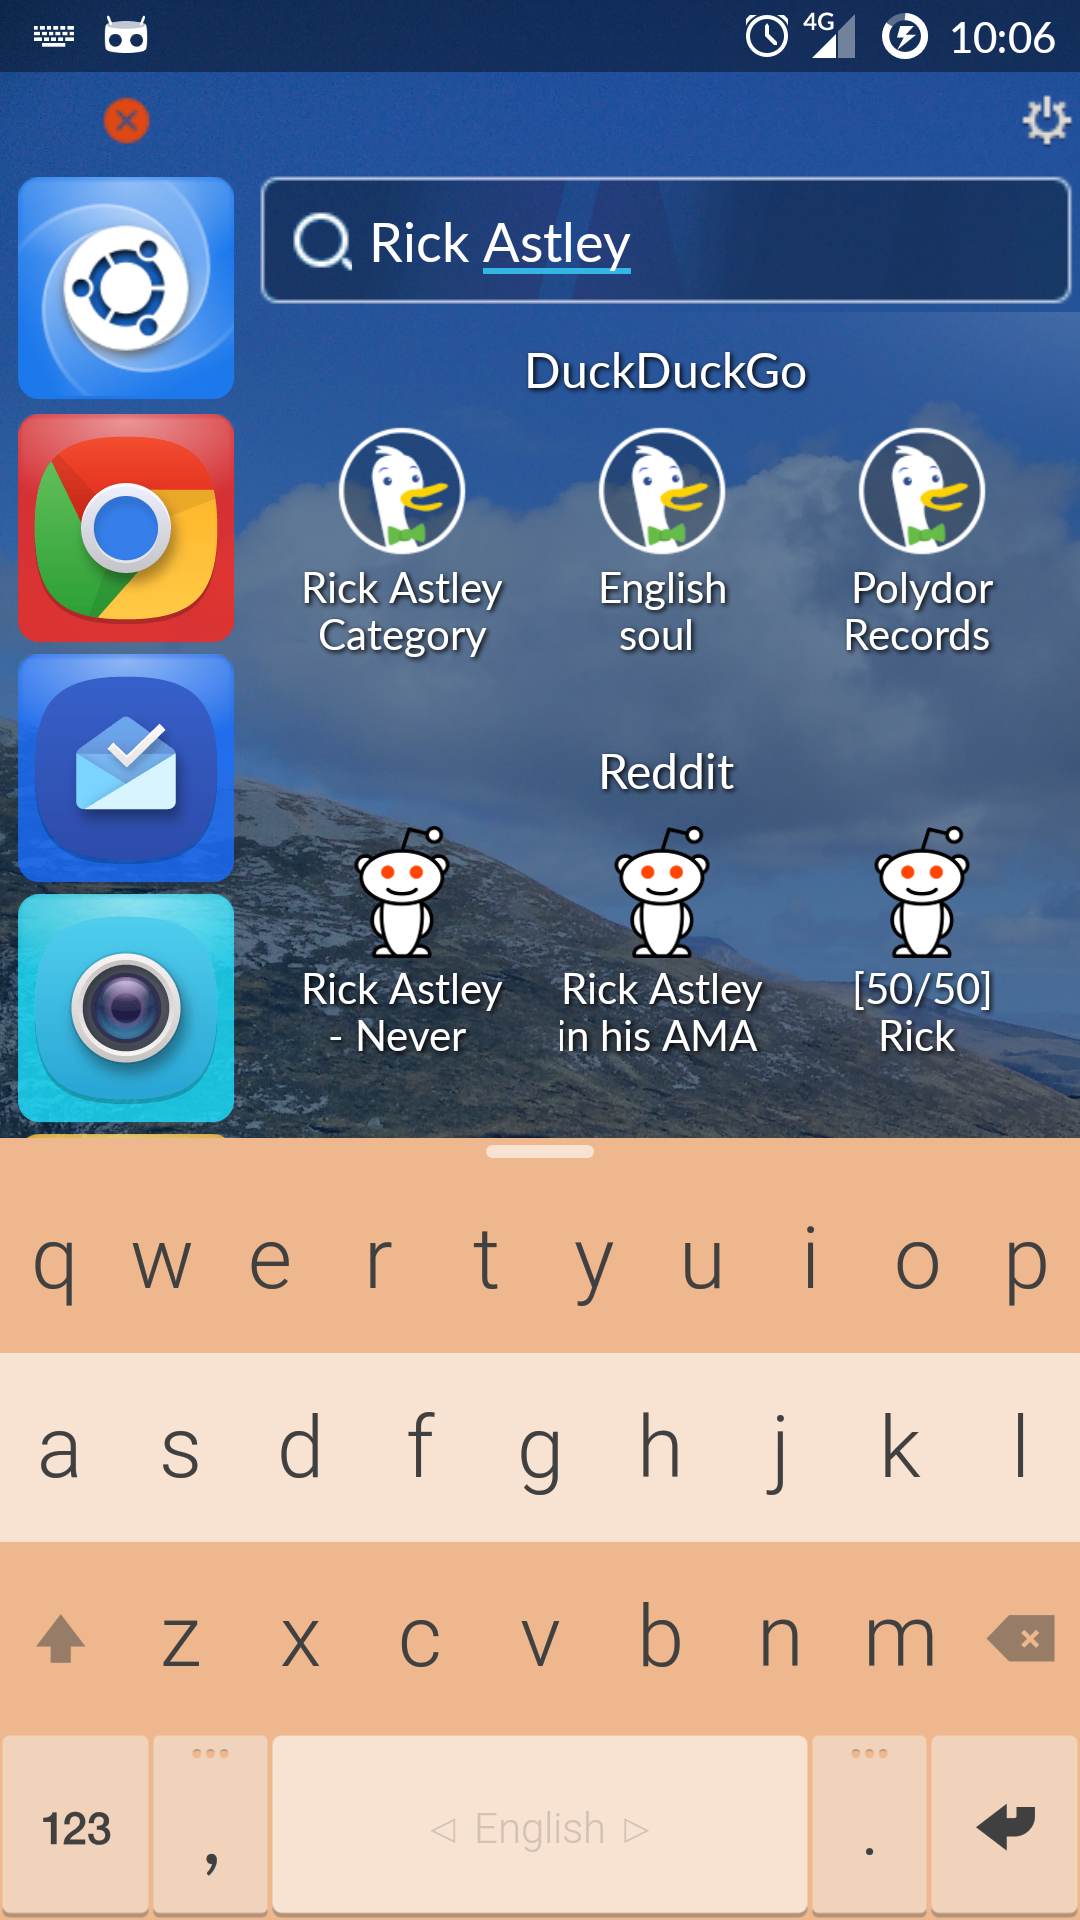 4G 10:06
Rick Astley
DuckDuckGo
Rick Astley
Category
English
soul
Polydor
Records
Reddit
Rick Astley
- Never
Rick Astley
in his AMA
[50/50]
Rick
q w e r t y u i o p
a s d f g h j k l
z x c v b n m
123 , English .